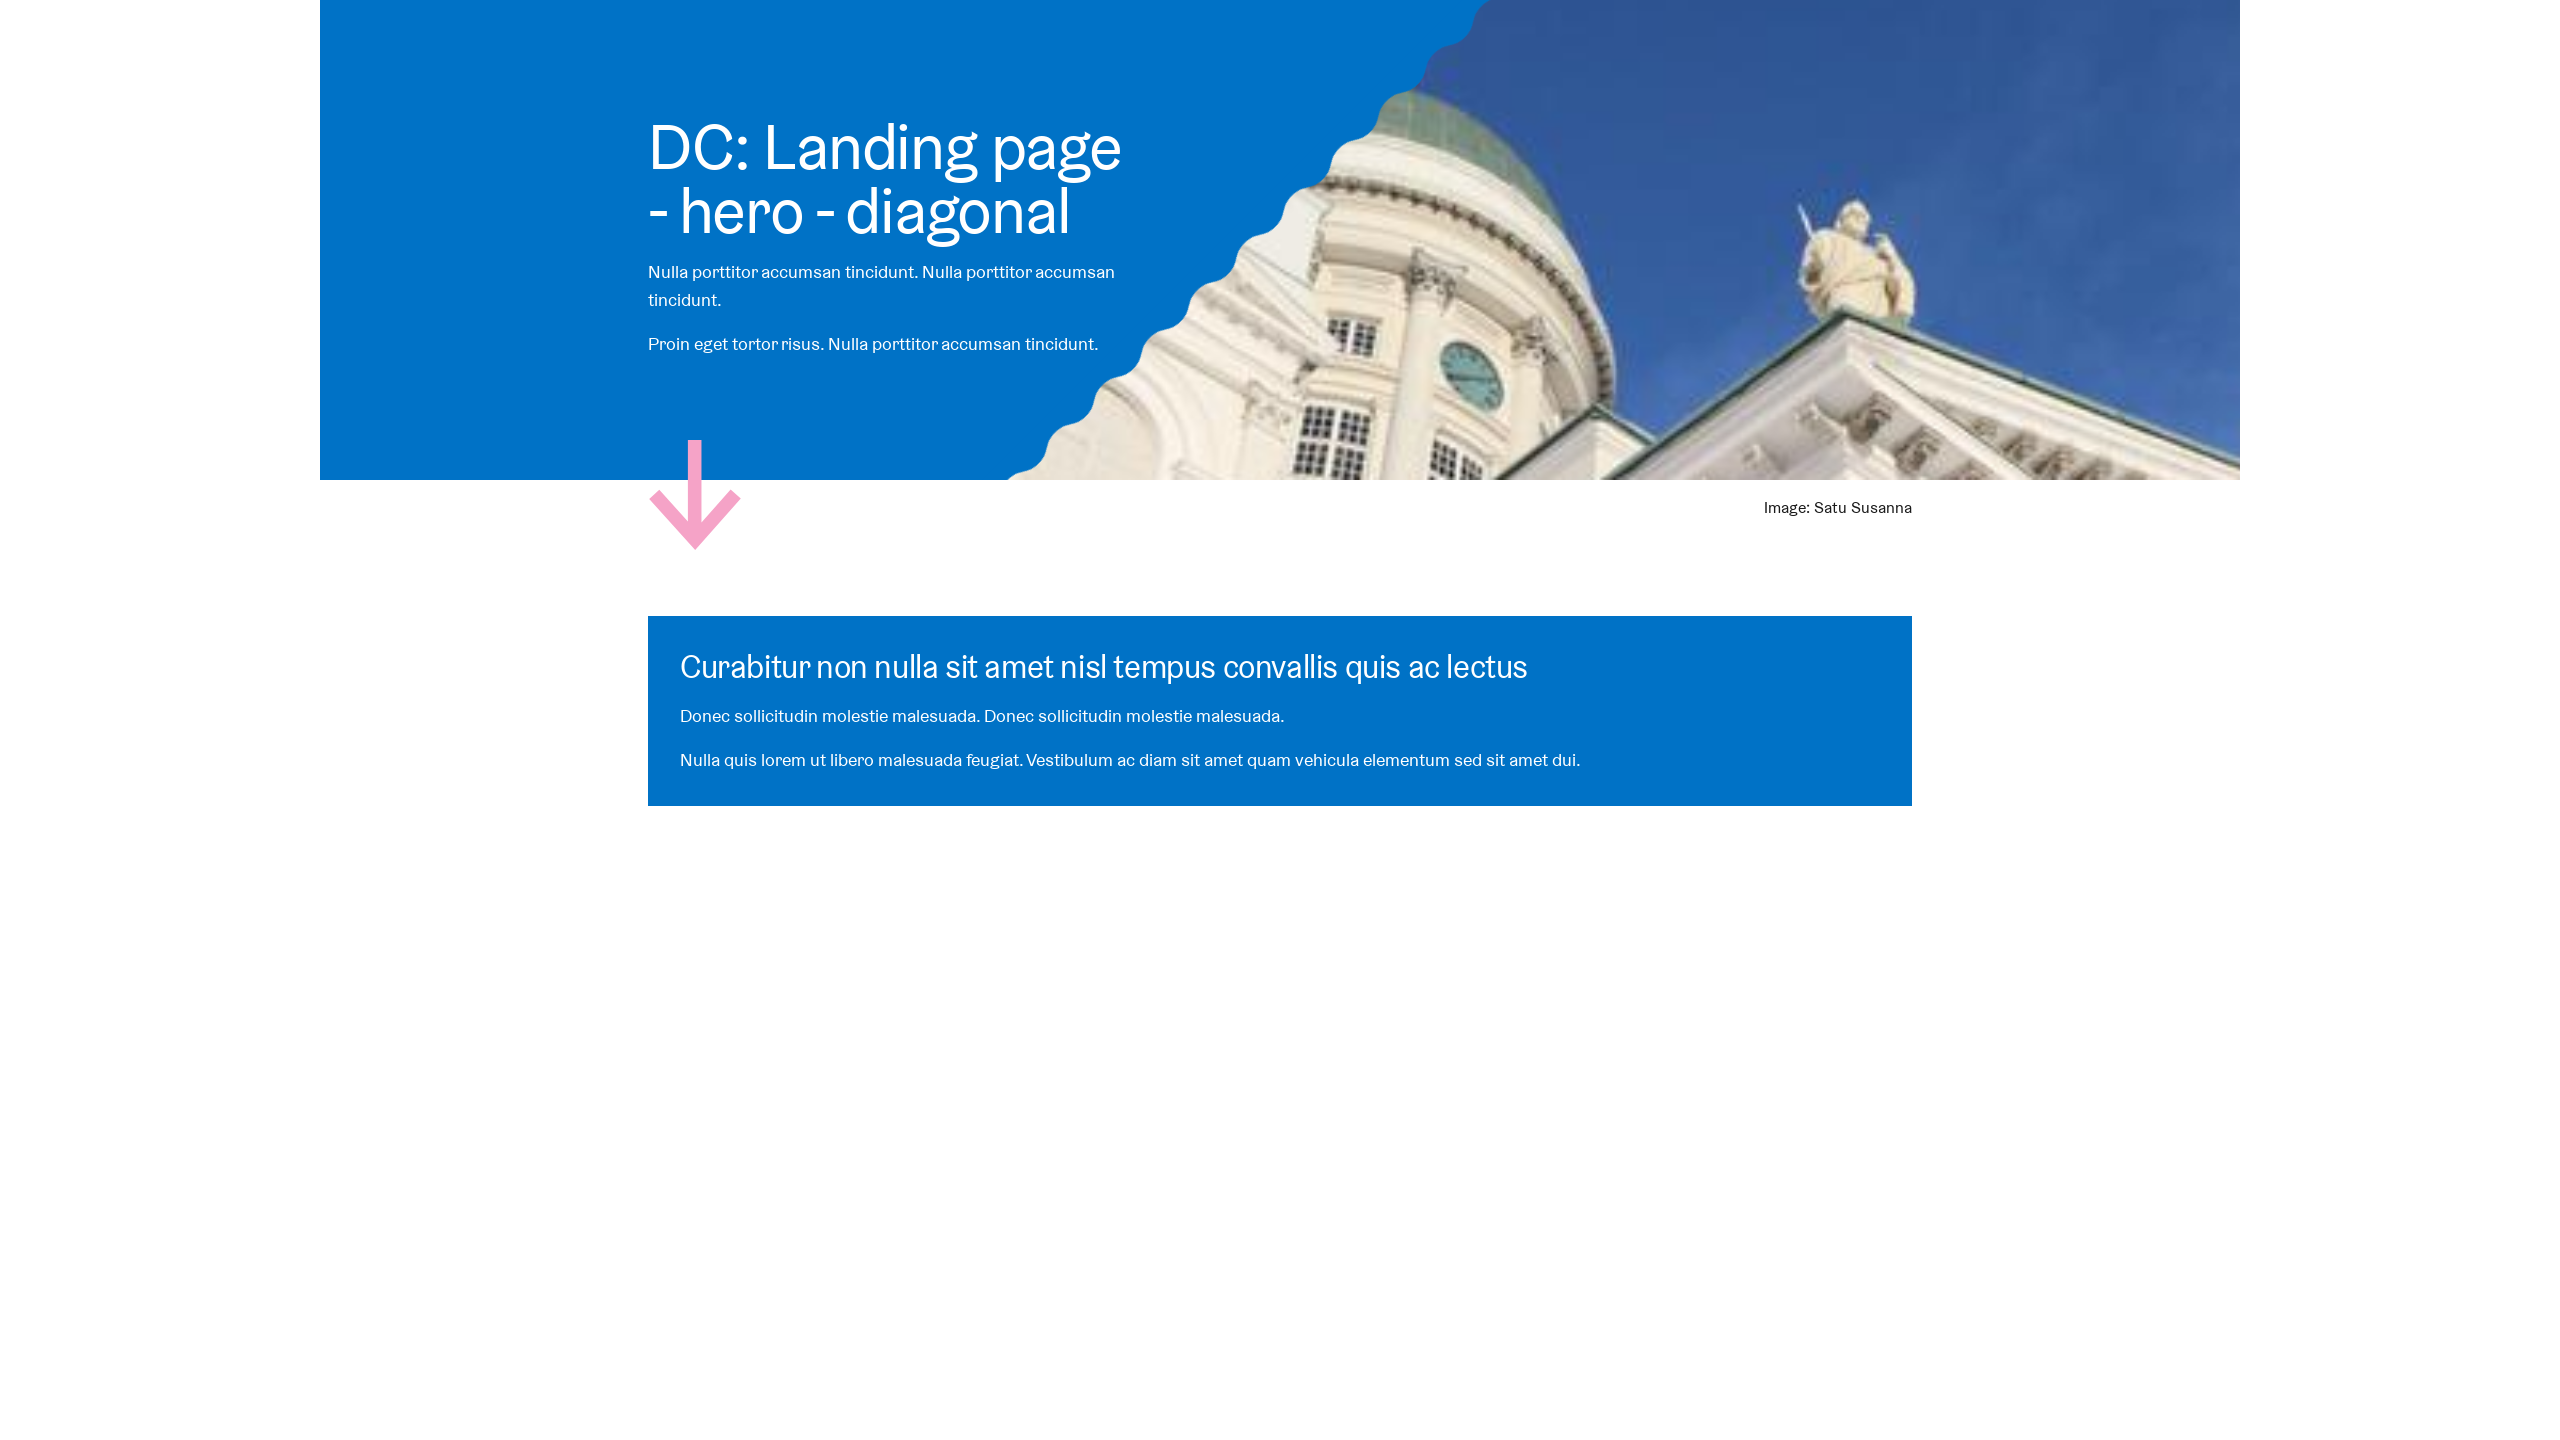 DC: Landing page
- hero - diagonal
Nulla porttitor accumsan tincidunt. Nulla porttitor accumsan
tincidunt.
Proin eget tortor risus. Nulla porttitor accumsan tincidunt.
Image: Satu Susanna
Curabitur non nulla sit amet nisl tempus convallis quis ac lectus
Donec sollicitudin molestie malesuada. Donec sollicitudin molestie malesuada.
Nulla quis lorem ut libero malesuada feugiat. Vestibulum ac diam sit amet quam vehicula elementum sed sit amet dui.